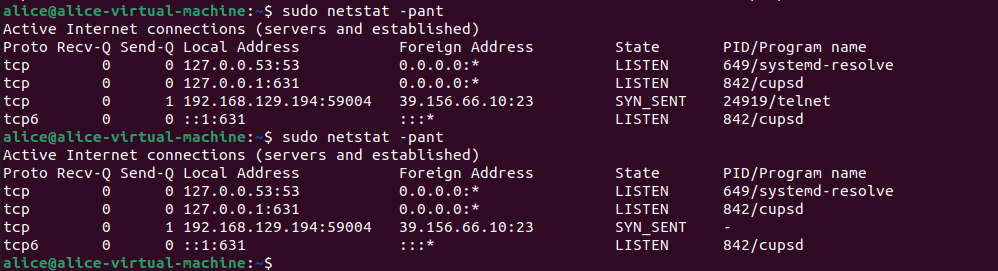 alice@alice-virtual-machine:~$ sudo netstat -pant
Active Internet connections (servers and established)
Proto Recv-Q Send-Q Local Address           Foreign Address         State       PID/Program name
tcp        0      0 127.0.0.53:53           0.0.0.0:*               LISTEN      649/systemd-resolve
tcp        0      0 127.0.0.1:631           0.0.0.0:*               LISTEN      842/cupsd
tcp        0      1 192.168.129.194:59004   39.156.66.10:23         SYN_SENT    24919/telnet
tcp6       0      0 ::1:631                 :::*                    LISTEN      842/cupsd
alice@alice-virtual-machine:~$ sudo netstat -pant
Active Internet connections (servers and established)
Proto Recv-Q Send-Q Local Address           Foreign Address         State       PID/Program name
tcp        0      0 127.0.0.53:53           0.0.0.0:*               LISTEN      649/systemd-resolve
tcp        0      0 127.0.0.1:631           0.0.0.0:*               LISTEN      842/cupsd
tcp        0      1 192.168.129.194:59004   39.156.66.10:23         SYN_SENT    -
tcp6       0      0 ::1:631                 :::*                    LISTEN      842/cupsd
alice@alice-virtual-machine:~$